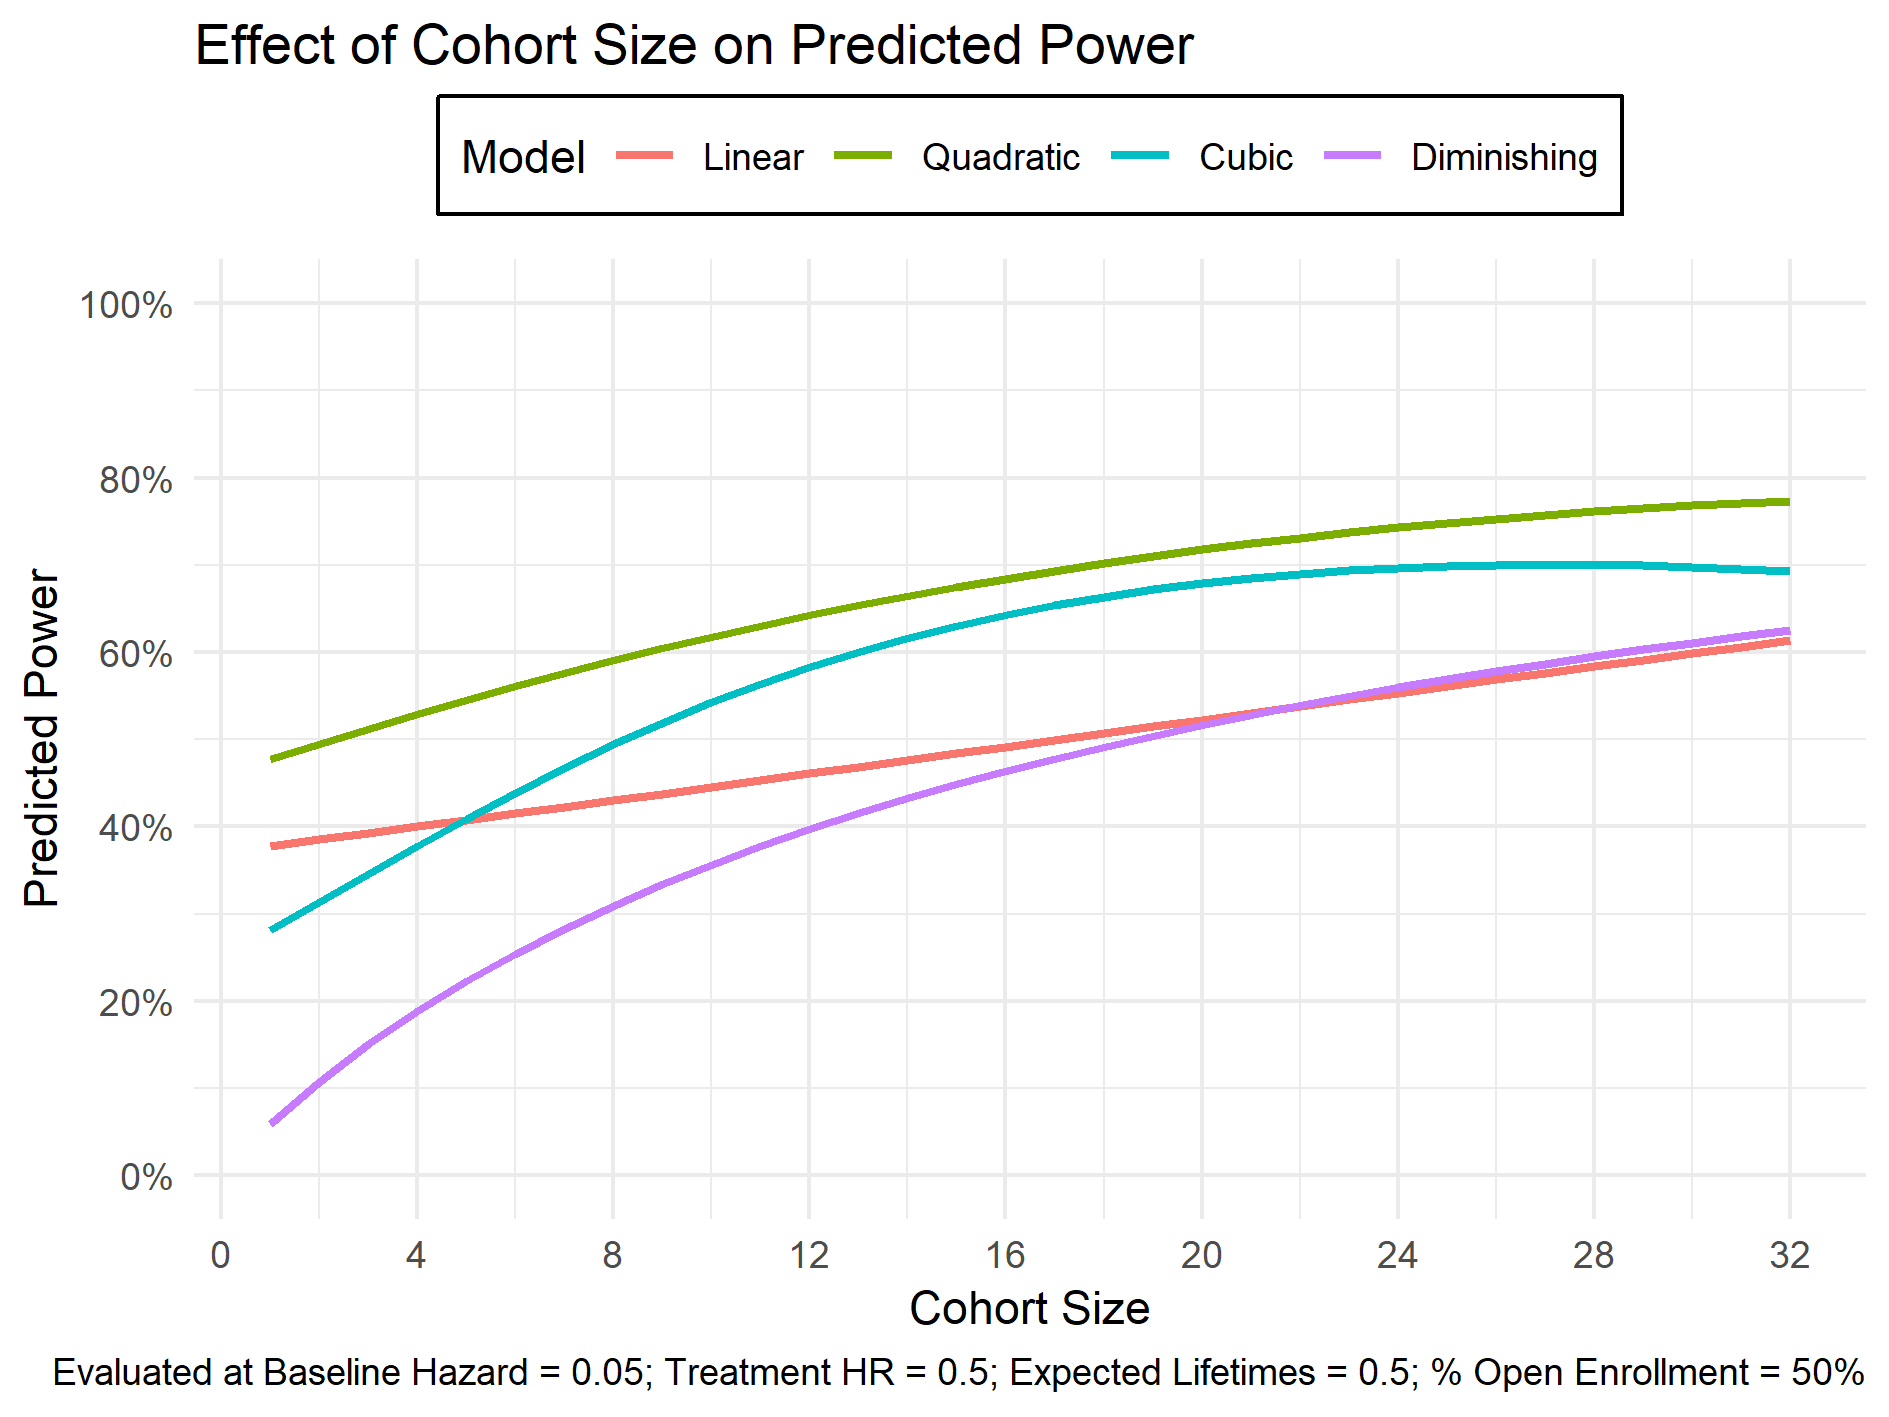 Effect of Cohort Size on Predicted Power
Model Linear Quadratic Cubic Diminishing
Predicted Power
100%
80%
60%
40%
20%
0%
0 4 8 12 16 20 24 28 32
Cohort Size
Evaluated at Baseline Hazard = 0.05; Treatment HR = 0.5; Expected Lifetimes = 0.5; % Open Enrollment = 50%